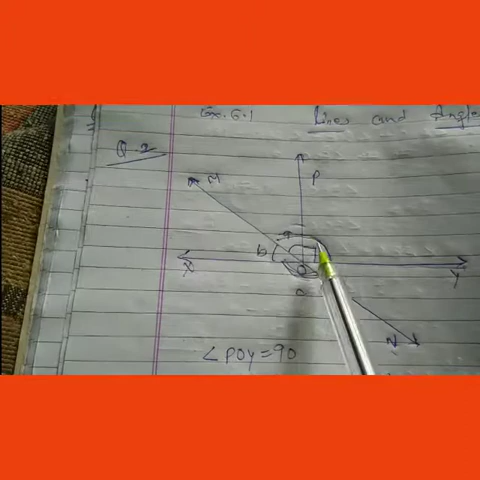 Ex. 6.1 Lines and Angles
Q. 2
M
P
a
b
X
O
Y
c
N
∠POY = 90